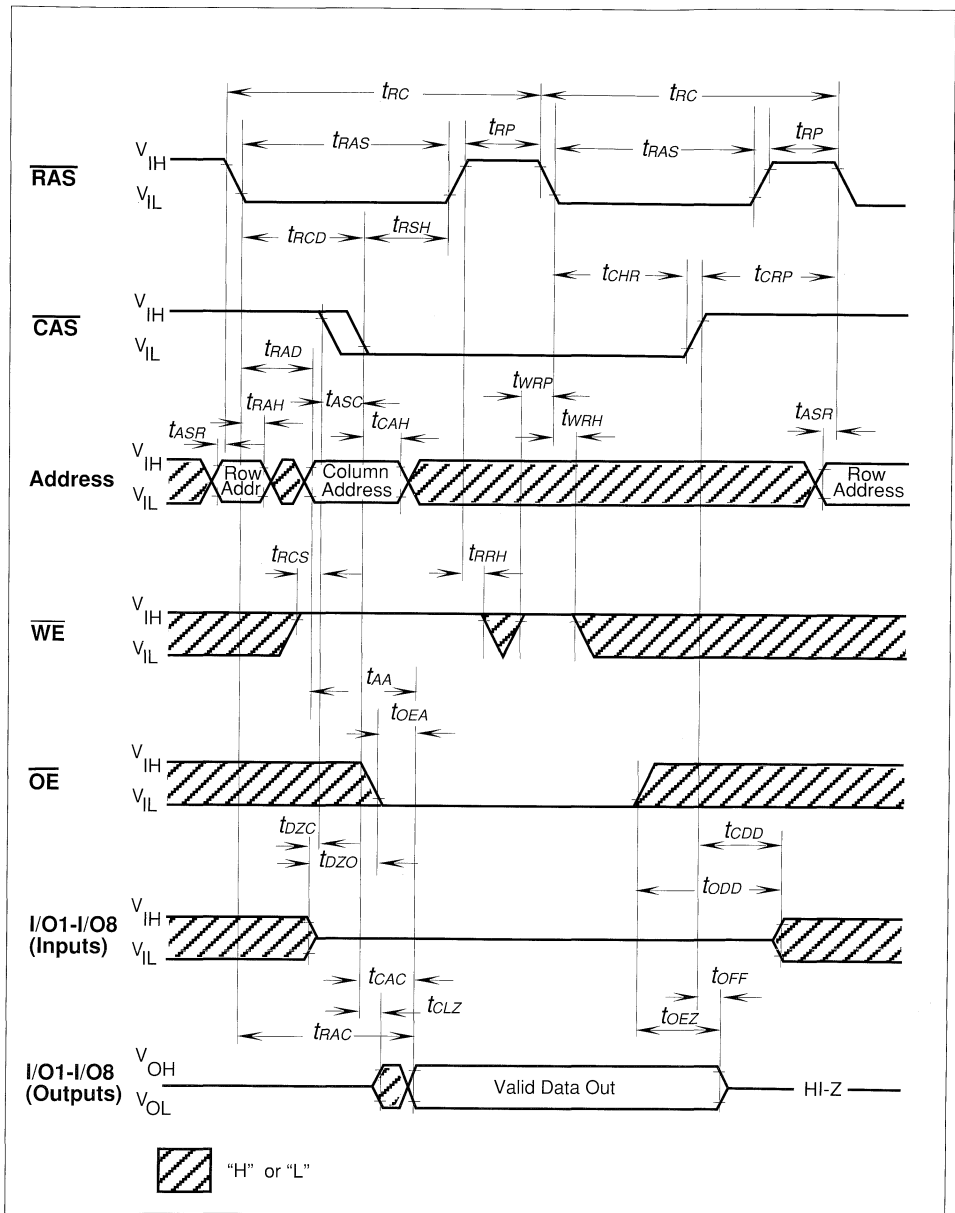 tRC tRC
tRAS tRP tRAS tRP
RAS VIH
VIL
tRCD tRSH
tCHR tCRP
CAS VIH
VIL
tRAD
tRAH tASC tWRP
tASR tCAH tWRH tASR
Address VIH Row Addr. Column Address Row Address
VIL
tRCS tRRH
WE VIH
VIL
tAA
tOEA
OE VIH
VIL
tDZC tCDD
tDZO tODD
I/O1-I/O8 (Inputs) VIH
VIL
tCAC tOFF
tCLZ tOEZ
tRAC
I/O1-I/O8 (Outputs) VOH
VOL Valid Data Out HI-Z
“H” or “L”